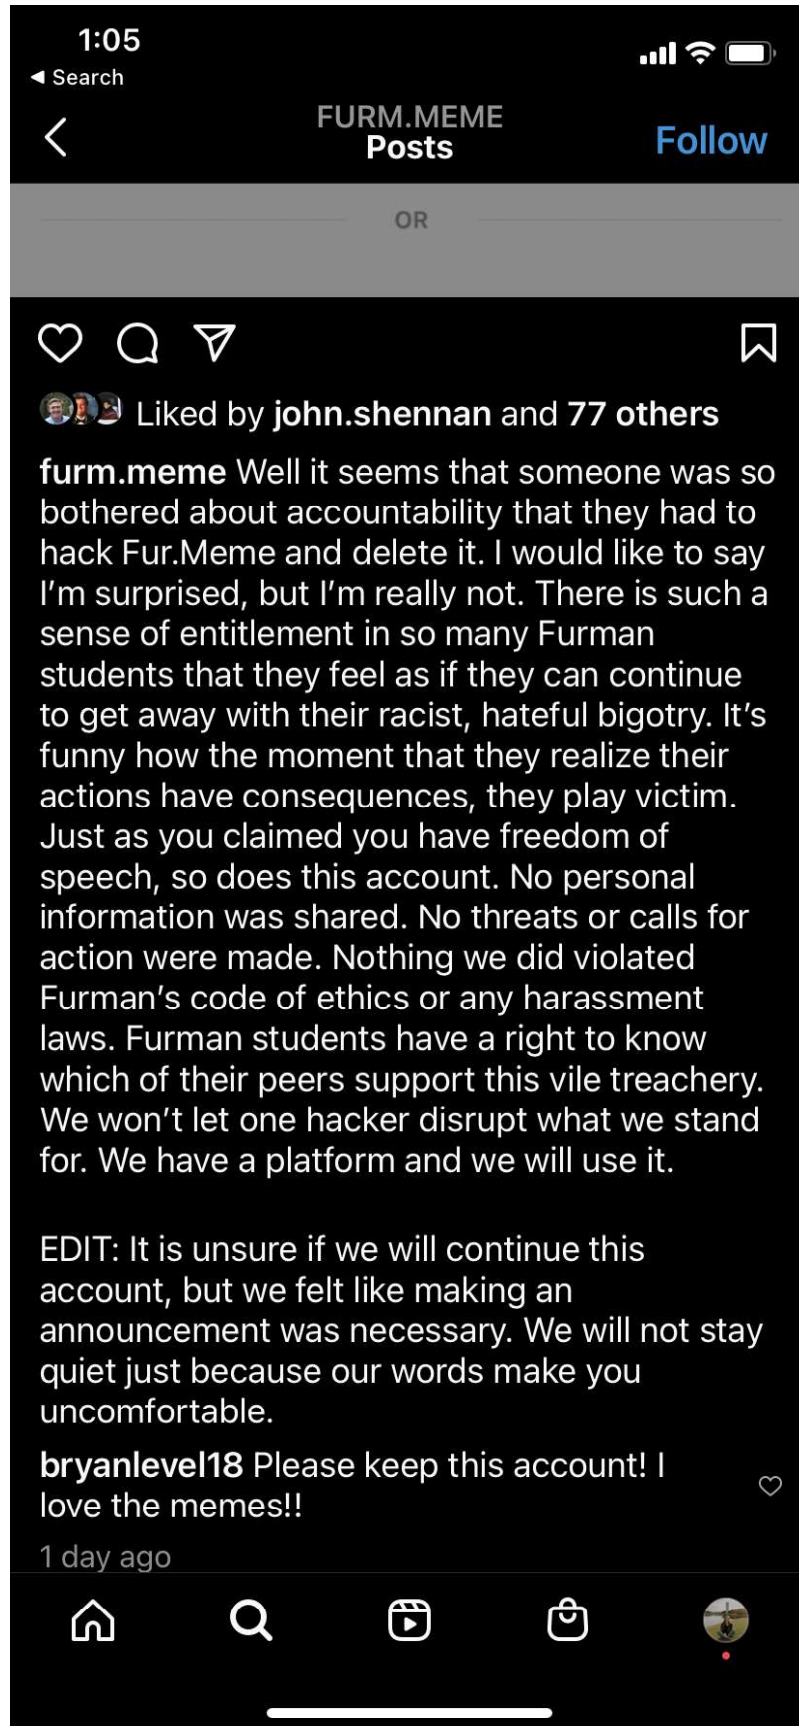 1:05
Search
FURM.MEME
Posts
Follow
OR
Liked by john.shennan and 77 others
furm.meme Well it seems that someone was so
bothered about accountability that they had to
hack Fur.Meme and delete it. I would like to say
I'm surprised, but I'm really not. There is such a
sense of entitlement in so many Furman
students that they feel as if they can continue
to get away with their racist, hateful bigotry. It's
funny how the moment that they realize their
actions have consequences, they play victim.
Just as you claimed you have freedom of
speech, so does this account. No personal
information was shared. No threats or calls for
action were made. Nothing we did violated
Furman's code of ethics or any harassment
laws. Furman students have a right to know
which of their peers support this vile treachery.
We won't let one hacker disrupt what we stand
for. We have a platform and we will use it.
EDIT: It is unsure if we will continue this
account, but we felt like making an
announcement was necessary. We will not stay
quiet just because our words make you
uncomfortable.
bryanlevel18 Please keep this account! I
love the memes!!
1 day ago